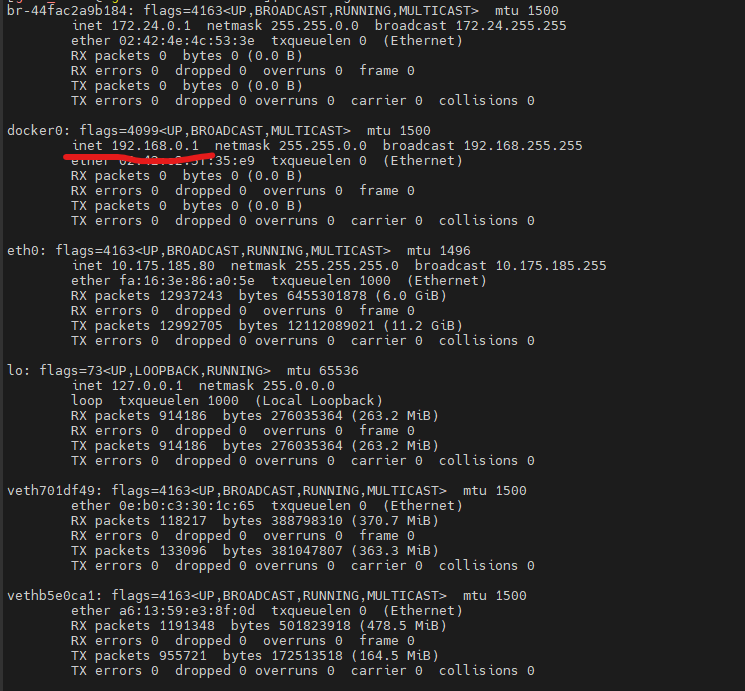 br-44fac2a9b184: flags=4163<UP,BROADCAST,RUNNING,MULTICAST>  mtu 1500
        inet 172.24.0.1  netmask 255.255.0.0  broadcast 172.24.255.255
        ether 02:42:4e:4c:53:3e  txqueuelen 0  (Ethernet)
        RX packets 0  bytes 0 (0.0 B)
        RX errors 0  dropped 0  overruns 0  frame 0
        TX packets 0  bytes 0 (0.0 B)
        TX errors 0  dropped 0 overruns 0  carrier 0  collisions 0

docker0: flags=4099<UP,BROADCAST,MULTICAST>  mtu 1500
        inet 192.168.0.1  netmask 255.255.0.0  broadcast 192.168.255.255
        ether txqueuelen 0  (Ethernet)
        RX packets 0  bytes 0 (0.0 B)
        RX errors 0  dropped 0  overruns 0  frame 0
        TX packets 0  bytes 0 (0.0 B)
        TX errors 0  dropped 0 overruns 0  carrier 0  collisions 0

eth0: flags=4163<UP,BROADCAST,RUNNING,MULTICAST>  mtu 1496
        inet 10.175.185.80  netmask 255.255.255.0  broadcast 10.175.185.255
        ether fa:16:3e:86:a0:5e  txqueuelen 1000  (Ethernet)
        RX packets 12937243  bytes 6455301878 (6.0 GiB)
        RX errors 0  dropped 0  overruns 0  frame 0
        TX packets 12992705  bytes 12112089021 (11.2 GiB)
        TX errors 0  dropped 0 overruns 0  carrier 0  collisions 0

lo: flags=73<UP,LOOPBACK,RUNNING>  mtu 65536
        inet 127.0.0.1  netmask 255.0.0.0
        loop  txqueuelen 1000  (Local Loopback)
        RX packets 914186  bytes 276035364 (263.2 MiB)
        RX errors 0  dropped 0  overruns 0  frame 0
        TX packets 914186  bytes 276035364 (263.2 MiB)
        TX errors 0  dropped 0 overruns 0  carrier 0  collisions 0

veth701df49: flags=4163<UP,BROADCAST,RUNNING,MULTICAST>  mtu 1500
        ether 0e:b0:c3:30:1c:65  txqueuelen 0  (Ethernet)
        RX packets 118217  bytes 388798310 (370.7 MiB)
        RX errors 0  dropped 0  overruns 0  frame 0
        TX packets 133096  bytes 381047807 (363.3 MiB)
        TX errors 0  dropped 0 overruns 0  carrier 0  collisions 0

vethb5e0ca1: flags=4163<UP,BROADCAST,RUNNING,MULTICAST>  mtu 1500
        ether a6:13:59:e3:8f:0d  txqueuelen 0  (Ethernet)
        RX packets 1191348  bytes 501823918 (478.5 MiB)
        RX errors 0  dropped 0  overruns 0  frame 0
        TX packets 955721  bytes 172513518 (164.5 MiB)
        TX errors 0  dropped 0 overruns 0  carrier 0  collisions 0